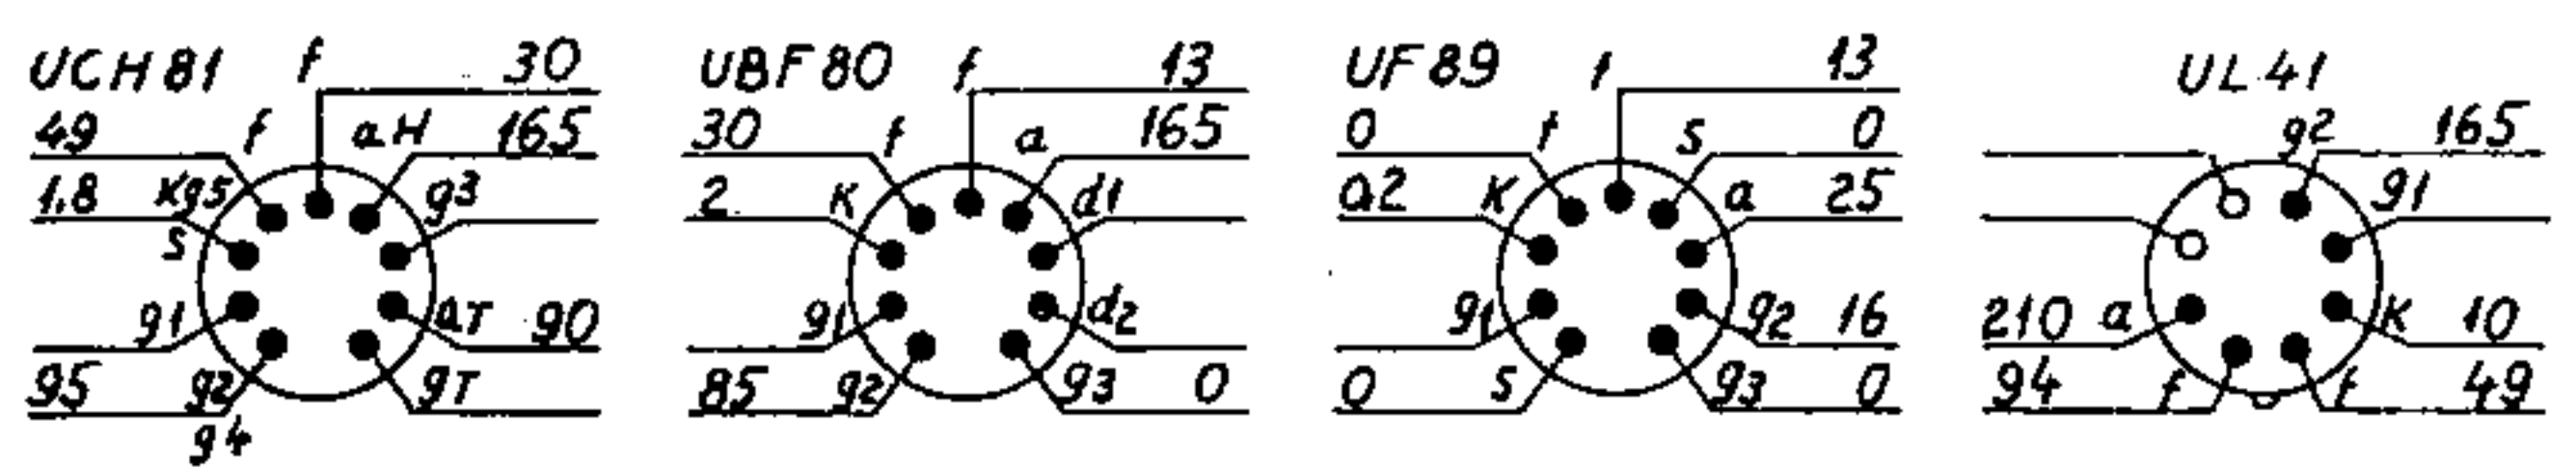 UCH81 f 30
49 f aH 165
1.8 kg5 g3
s
g1 aT 90
95 g2 gT
g4
UBF80 f 13
30 f a 165
2 k d1
g1 d2
85 g2 g3 0
UF89 f 13
0 f s 0
0.2 k a 25
g1 g2 16
0 s g3 0
UL41
g2 165
g1
210 a k 10
94 f f 49